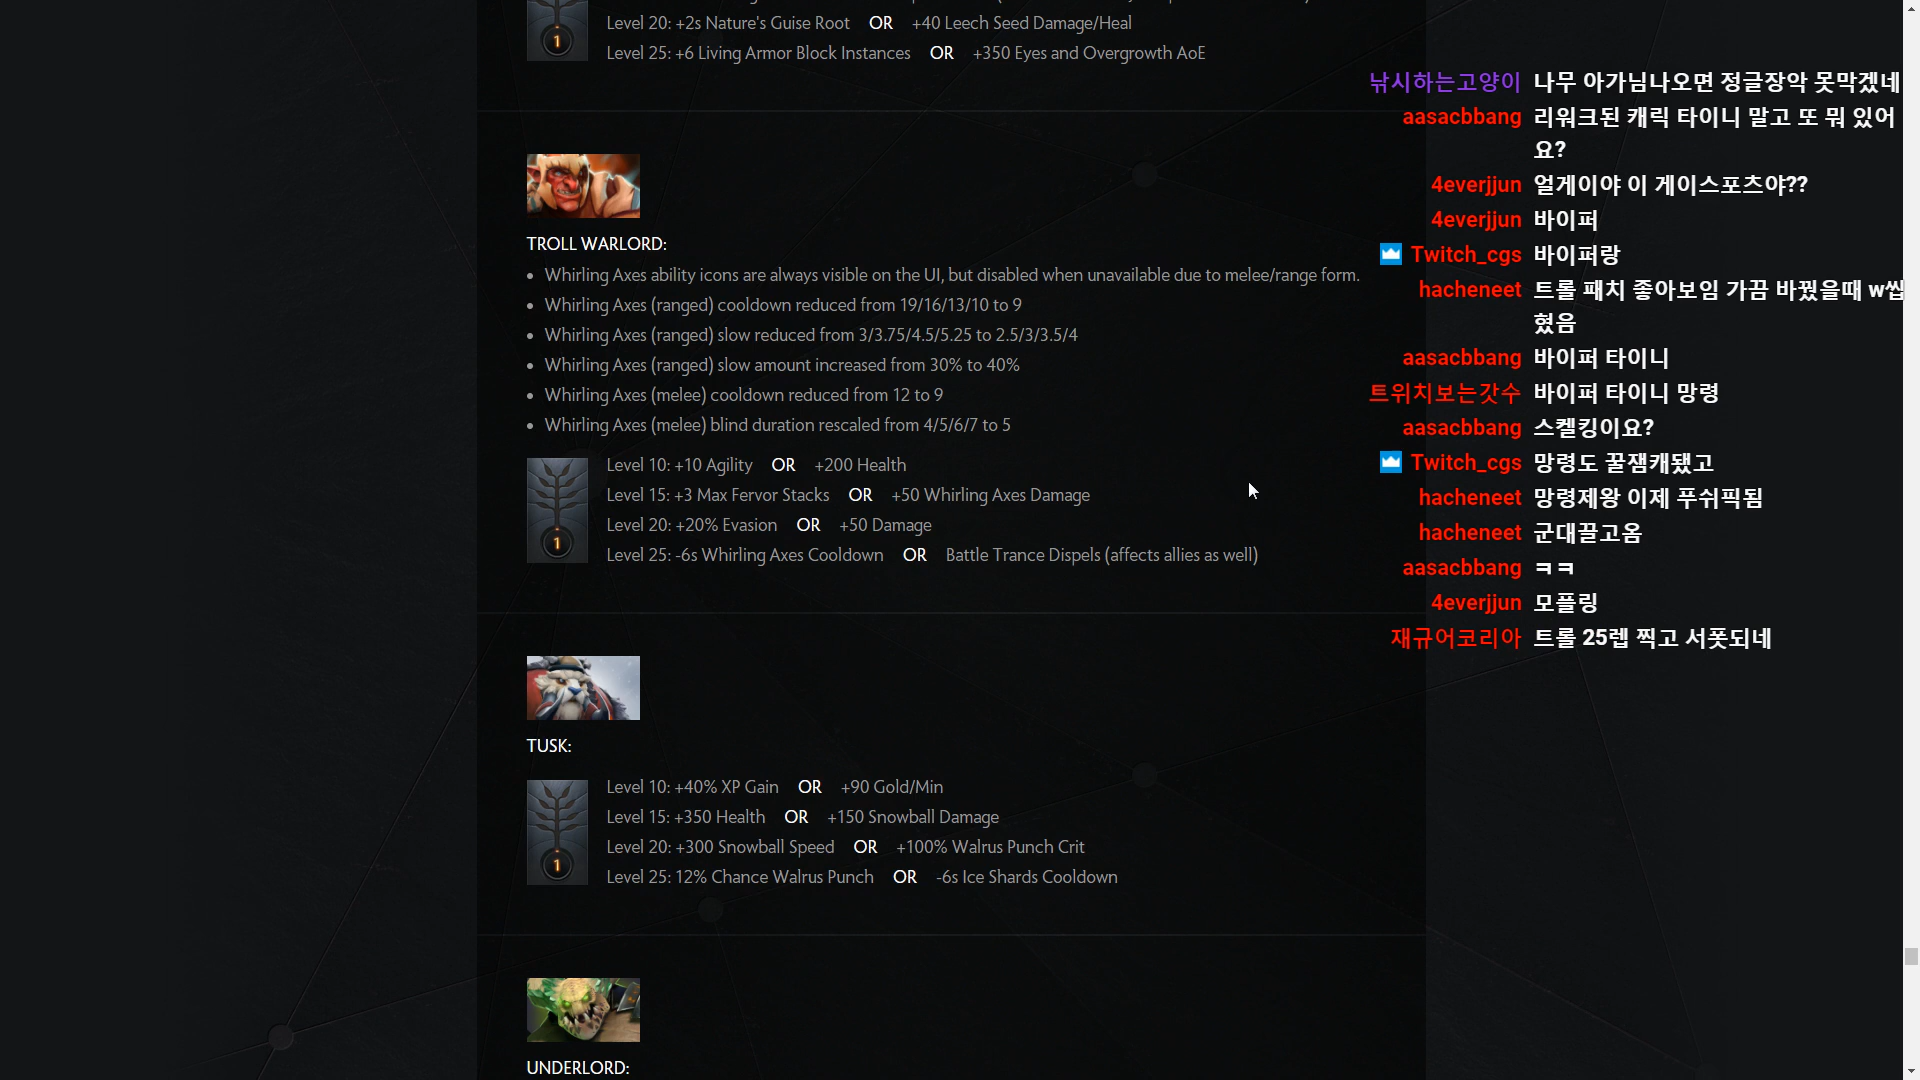 Level 20: +2s Nature's Guise Root OR +40 Leech Seed Damage/Heal
Level 25: +6 Living Armor Block Instances OR +350 Eyes and Overgrowth AoE
TROLL WARLORD:
Whirling Axes ability icons are always visible on the UI, but disabled when unavailable due to melee/range form.
Whirling Axes (ranged) cooldown reduced from 19/16/13/10 to 9
Whirling Axes (ranged) slow reduced from 3/3.75/4.5/5.25 to 2.5/3/3.5/4
Whirling Axes (ranged) slow amount increased from 30% to 40%
Whirling Axes (melee) cooldown reduced from 12 to 9
Whirling Axes (melee) blind duration rescaled from 4/5/6/7 to 5
1
Level 10: +10 Agility OR +200 Health
Level 15: +3 Max Fervor Stacks OR +50 Whirling Axes Damage
Level 20: +20% Evasion OR +50 Damage
Level 25: -6s Whirling Axes Cooldown OR Battle Trance Dispels (affects allies as well)
1
TUSK:
Level 10: +40% XP Gain OR +90 Gold/Min
Level 15: +350 Health OR +150 Snowball Damage
Level 20: +300 Snowball Speed OR +100% Walrus Punch Crit
Level 25: 12% Chance Walrus Punch OR -6s Ice Shards Cooldown
1
UNDERLORD:
낚시하는고양이 나무 아가님나오면 정글장악 못막겠네
aasacbbang 리워크된 캐릭 타이니 말고 또 뭐 있어
요?
4everjjun 얼게이야 이 게이스포츠야??
4everjjun 바이퍼
Twitch_cgs 바이퍼랑
hacheneet 트롤 패치 좋아보임 가끔 바꿨을때 w씹
혔음
aasacbbang 바이퍼 타이니
트위치보는갓수 바이퍼 타이니 망령
aasacbbang 스켈킹이요?
Twitch_cgs 망령도 꿀잼캐됐고
hacheneet 망령제왕 이제 푸쉬픽됨
hacheneet 군대끌고옴
aasacbbang ㅋㅋ
4everjjun 모플링
재규어코리아 트롤 25렙 찍고 서폿되네